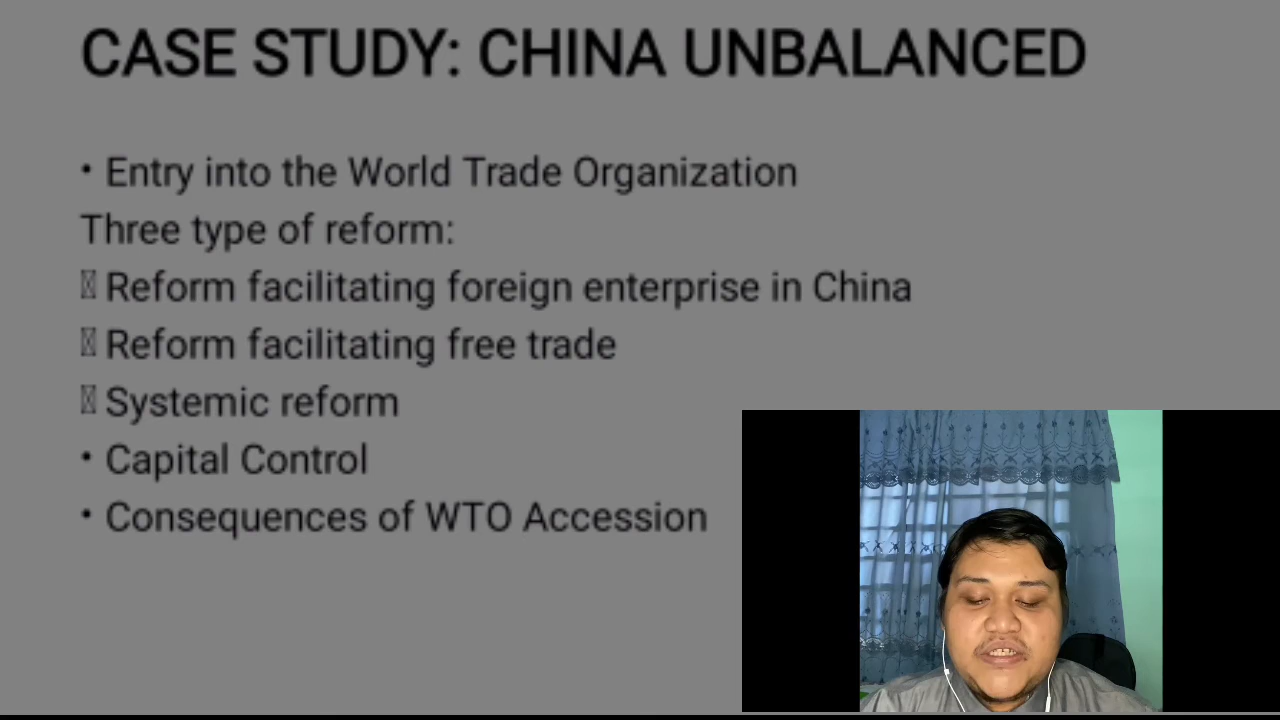 CASE STUDY: CHINA UNBALANCED
• Entry into the World Trade Organization
Three type of reform:
Reform facilitating foreign enterprise in China
Reform facilitating free trade
Systemic reform
• Capital Control
• Consequences of WTO Accession